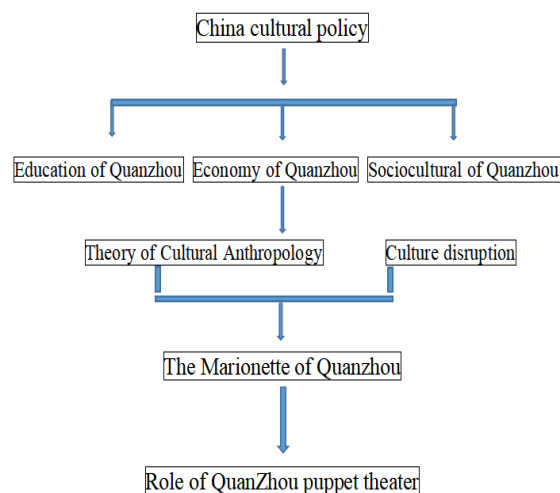 China cultural policy
Education of Quanzhou
Economy of Quanzhou
Sociocultural of Quanzhou
Theory of Cultural Anthropology
Culture disruption
The Marionette of Quanzhou
Role of QuanZhou puppet theater